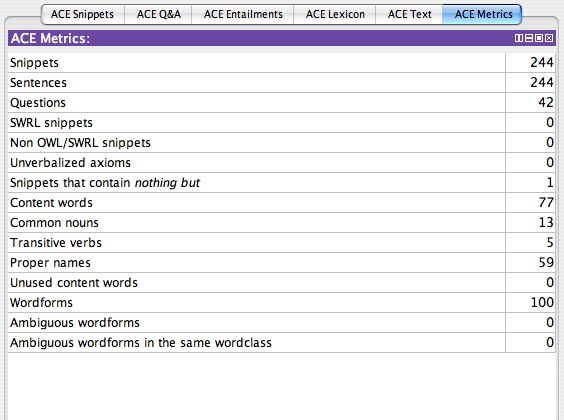 ACE Snippets ACE Q&A ACE Entailments ACE Lexicon ACE Text ACE Metrics
ACE Metrics:
Snippets 244
Sentences 244
Questions 42
SWRL snippets 0
Non OWL/SWRL snippets 0
Unverbalized axioms 0
Snippets that contain nothing but 1
Content words 77
Common nouns 13
Transitive verbs 5
Proper names 59
Unused content words 0
Wordforms 100
Ambiguous wordforms 0
Ambiguous wordforms in the same wordclass 0